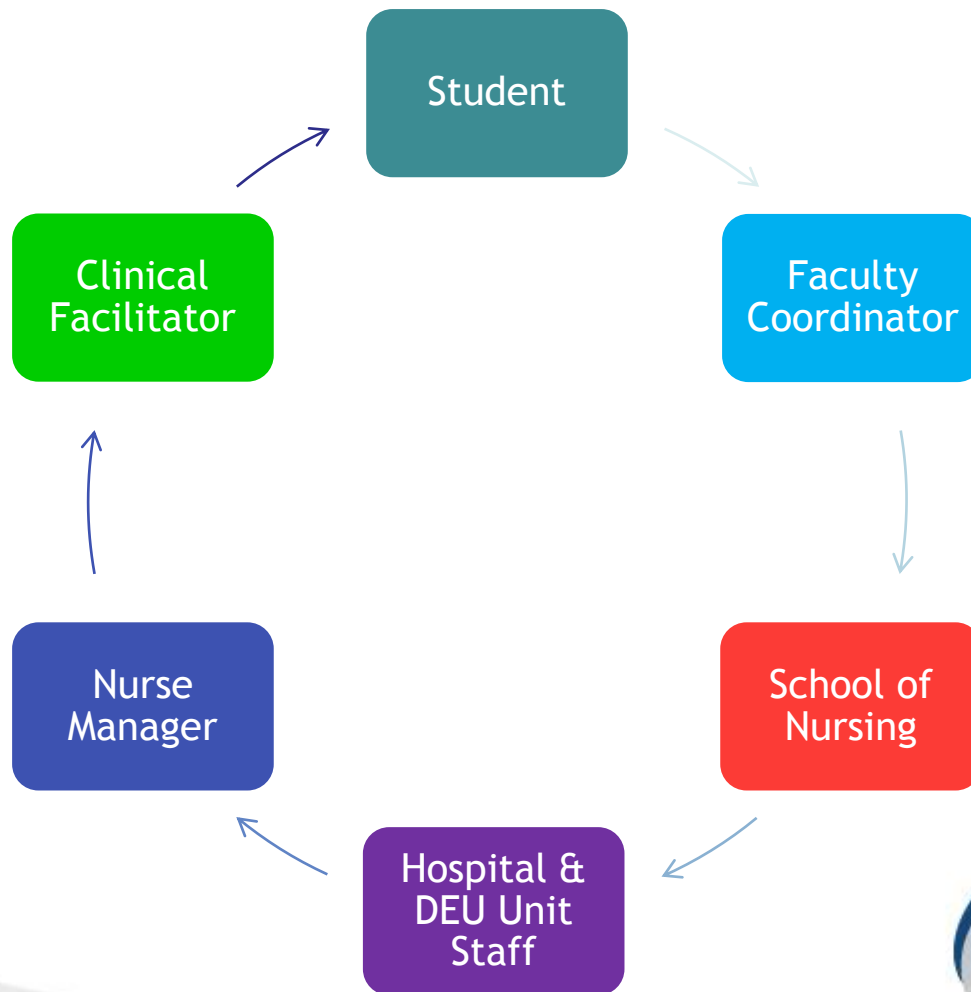 Student
Faculty
Coordinator
School of
Nursing
Hospital &
DEU Unit
Staff
Nurse
Manager
Clinical
Facilitator